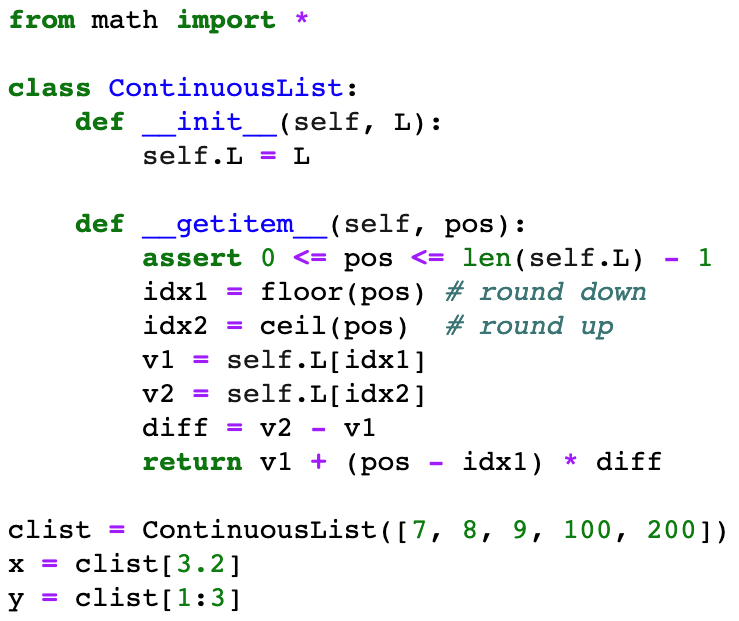 from math import *
class ContinuousList:
    def __init__(self, L):
        self.L = L
    def __getitem__(self, pos):
        assert 0 <= pos <= len(self.L) - 1
        idx1 = floor(pos) # round down
        idx2 = ceil(pos)  # round up
        v1 = self.L[idx1]
        v2 = self.L[idx2]
        diff = v2 - v1
        return v1 + (pos - idx1) * diff
clist = ContinuousList([7, 8, 9, 100, 200])
x = clist[3.2]
y = clist[1:3]